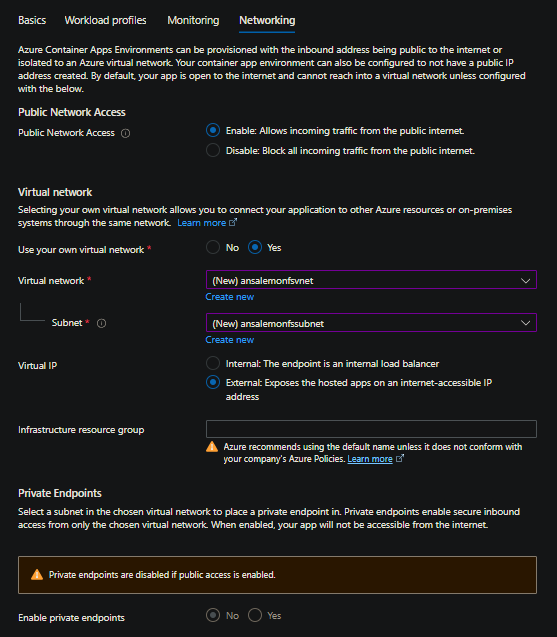 Basics Workload profiles Monitoring Networking
Azure Container Apps Environments can be provisioned with the inbound address being public to the internet or
isolated to an Azure virtual network. Your container app environment can also be configured to not have a public IP
address created. By default, your app is open to the internet and cannot reach into a virtual network unless configured
with the below.
Public Network Access
Public Network Access
Enable: Allows incoming traffic from the public internet.
Disable: Block all incoming traffic from the public internet.
Virtual network
Selecting your own virtual network allows you to connect your application to other Azure resources or on-premises
systems through the same network. Learn more
Use your own virtual network * No Yes
Virtual network * (New) ansalemonfsvnet
Create new
Subnet * (New) ansalemonfssubnet
Create new
Virtual IP
Internal: The endpoint is an internal load balancer
External: Exposes the hosted apps on an internet-accessible IP
address
Infrastructure resource group
Azure recommends using the default name unless it does not conform with
your company's Azure Policies. Learn more
Private Endpoints
Select a subnet in the chosen virtual network to place a private endpoint in. Private endpoints enable secure inbound
access from only the chosen virtual network. When enabled, your app will not be accessible from the internet.
Private endpoints are disabled if public access is enabled.
Enable private endpoints No Yes